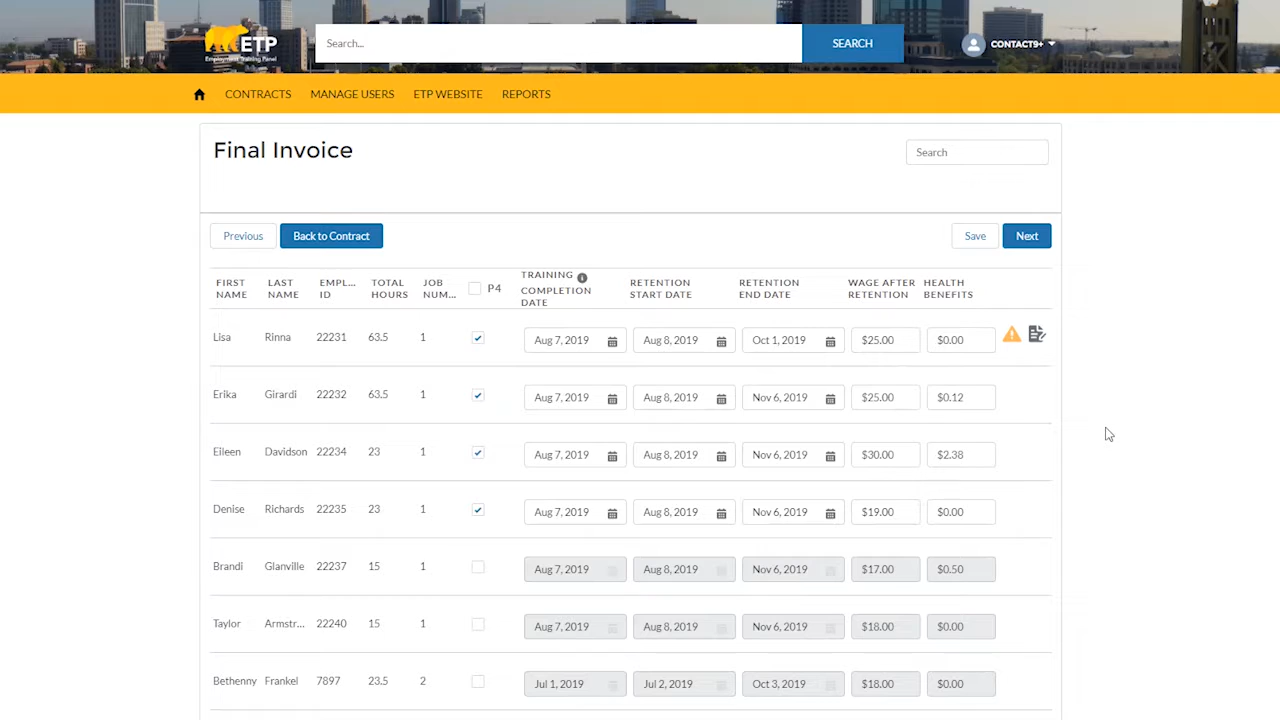 ETP
Employment Training Panel
Search...
SEARCH
CONTACT9+
CONTRACTS MANAGE USERS ETP WEBSITE REPORTS
Final Invoice
Search
Previous Back to Contract Save Next
FIRST NAME LAST NAME EMPL... ID TOTAL HOURS JOB NUM... P4 TRAINING COMPLETION DATE RETENTION START DATE RETENTION END DATE WAGE AFTER RETENTION HEALTH BENEFITS
Lisa Rinna 22231 63.5 1 Aug 7, 2019 Aug 8, 2019 Oct 1, 2019 $25.00 $0.00
Erika Girardi 22232 63.5 1 Aug 7, 2019 Aug 8, 2019 Nov 6, 2019 $25.00 $0.12
Eileen Davidson 22234 23 1 Aug 7, 2019 Aug 8, 2019 Nov 6, 2019 $30.00 $2.38
Denise Richards 22235 23 1 Aug 7, 2019 Aug 8, 2019 Nov 6, 2019 $19.00 $0.00
Brandi Glanville 22237 15 1 Aug 7, 2019 Aug 8, 2019 Nov 6, 2019 $17.00 $0.50
Taylor Armstr... 22240 15 1 Aug 7, 2019 Aug 8, 2019 Nov 6, 2019 $18.00 $0.00
Bethenny Frankel 7897 23.5 2 Jul 1, 2019 Jul 2, 2019 Oct 3, 2019 $18.00 $0.00